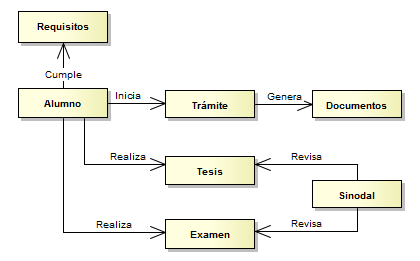 Requisitos
Cumple
Alumno
Inicia
Trámite
Genera
Documentos
Realiza
Tesis
Revisa
Sinodal
Realiza
Examen
Revisa